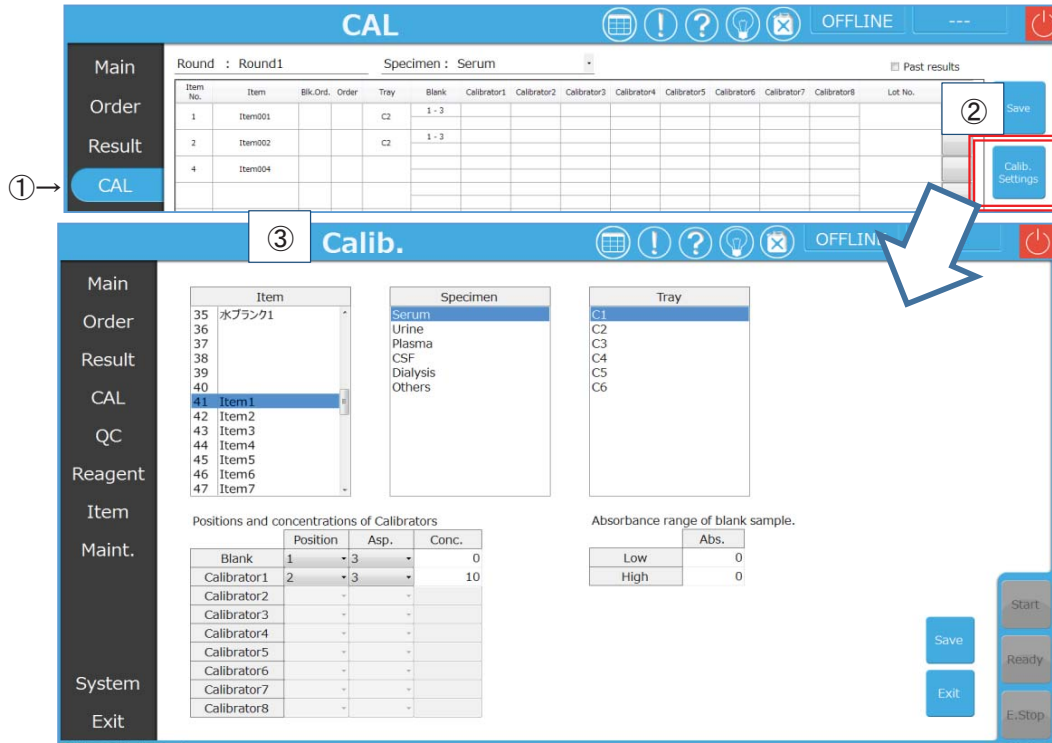 CAL
OFFLINE
---
Main
Order
Result
①→
CAL
Round : Round1
Specimen : Serum
Past results
Item No. Item Blk.Ord. Order Tray Blank Calibrator1 Calibrator2 Calibrator3 Calibrator4 Calibrator5 Calibrator6 Calibrator7 Calibrator8 Lot No.
1 Item001 C2 1 - 3
2 Item002 C2 1 - 3
4 Item004
②
Save
Calib. Settings
③
Calib.
Main
Order
Result
CAL
QC
Reagent
Item
Maint.
System
Exit
Item
35 水ブランク1
36
37
38
39
40
41 Item1
42 Item2
43 Item3
44 Item4
45 Item5
46 Item6
47 Item7
Specimen
Serum
Urine
Plasma
CSF
Dialysis
Others
Tray
C1
C2
C3
C4
C5
C6
Positions and concentrations of Calibrators
Position Asp. Conc.
Blank 1 3 0
Calibrator1 2 3 10
Calibrator2
Calibrator3
Calibrator4
Calibrator5
Calibrator6
Calibrator7
Calibrator8
Absorbance range of blank sample.
Abs.
Low 0
High 0
Save
Exit
Start
Ready
E.Stop